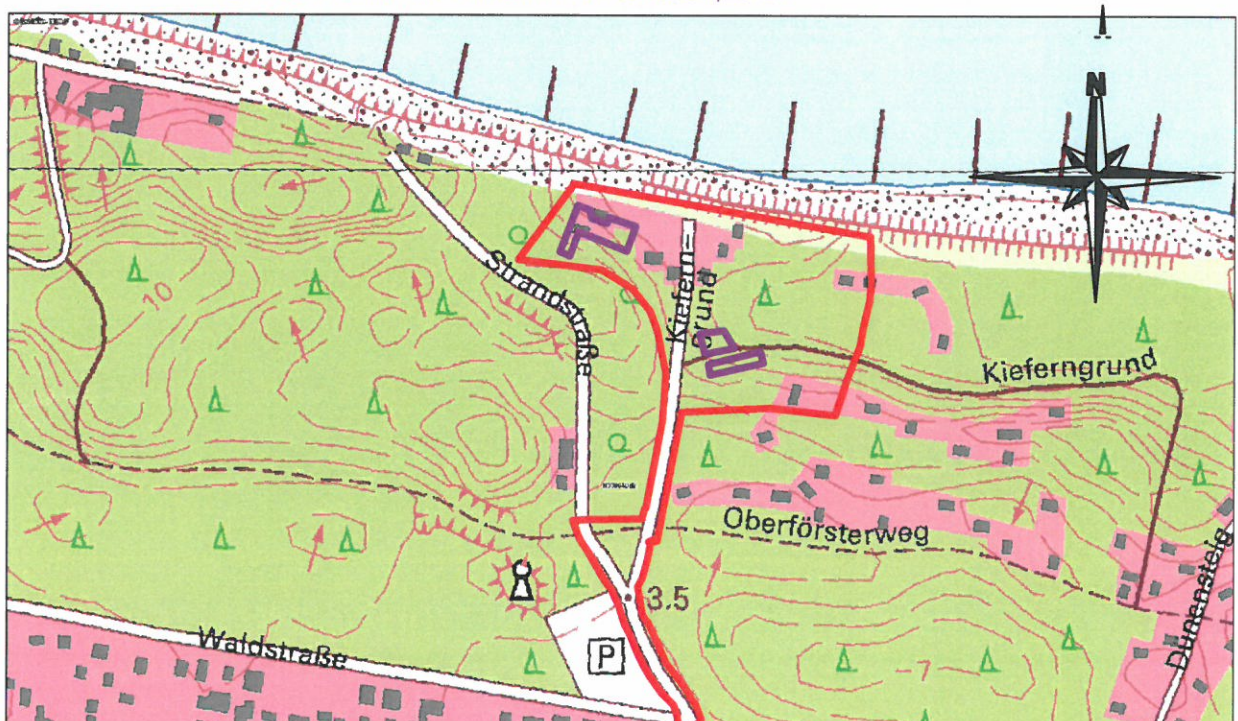 N
10
Strandstraße
Kiefern-
grund
Kieferngrund
Oberförsterweg
3.5
P
Waldstraße
7
Dünensteig